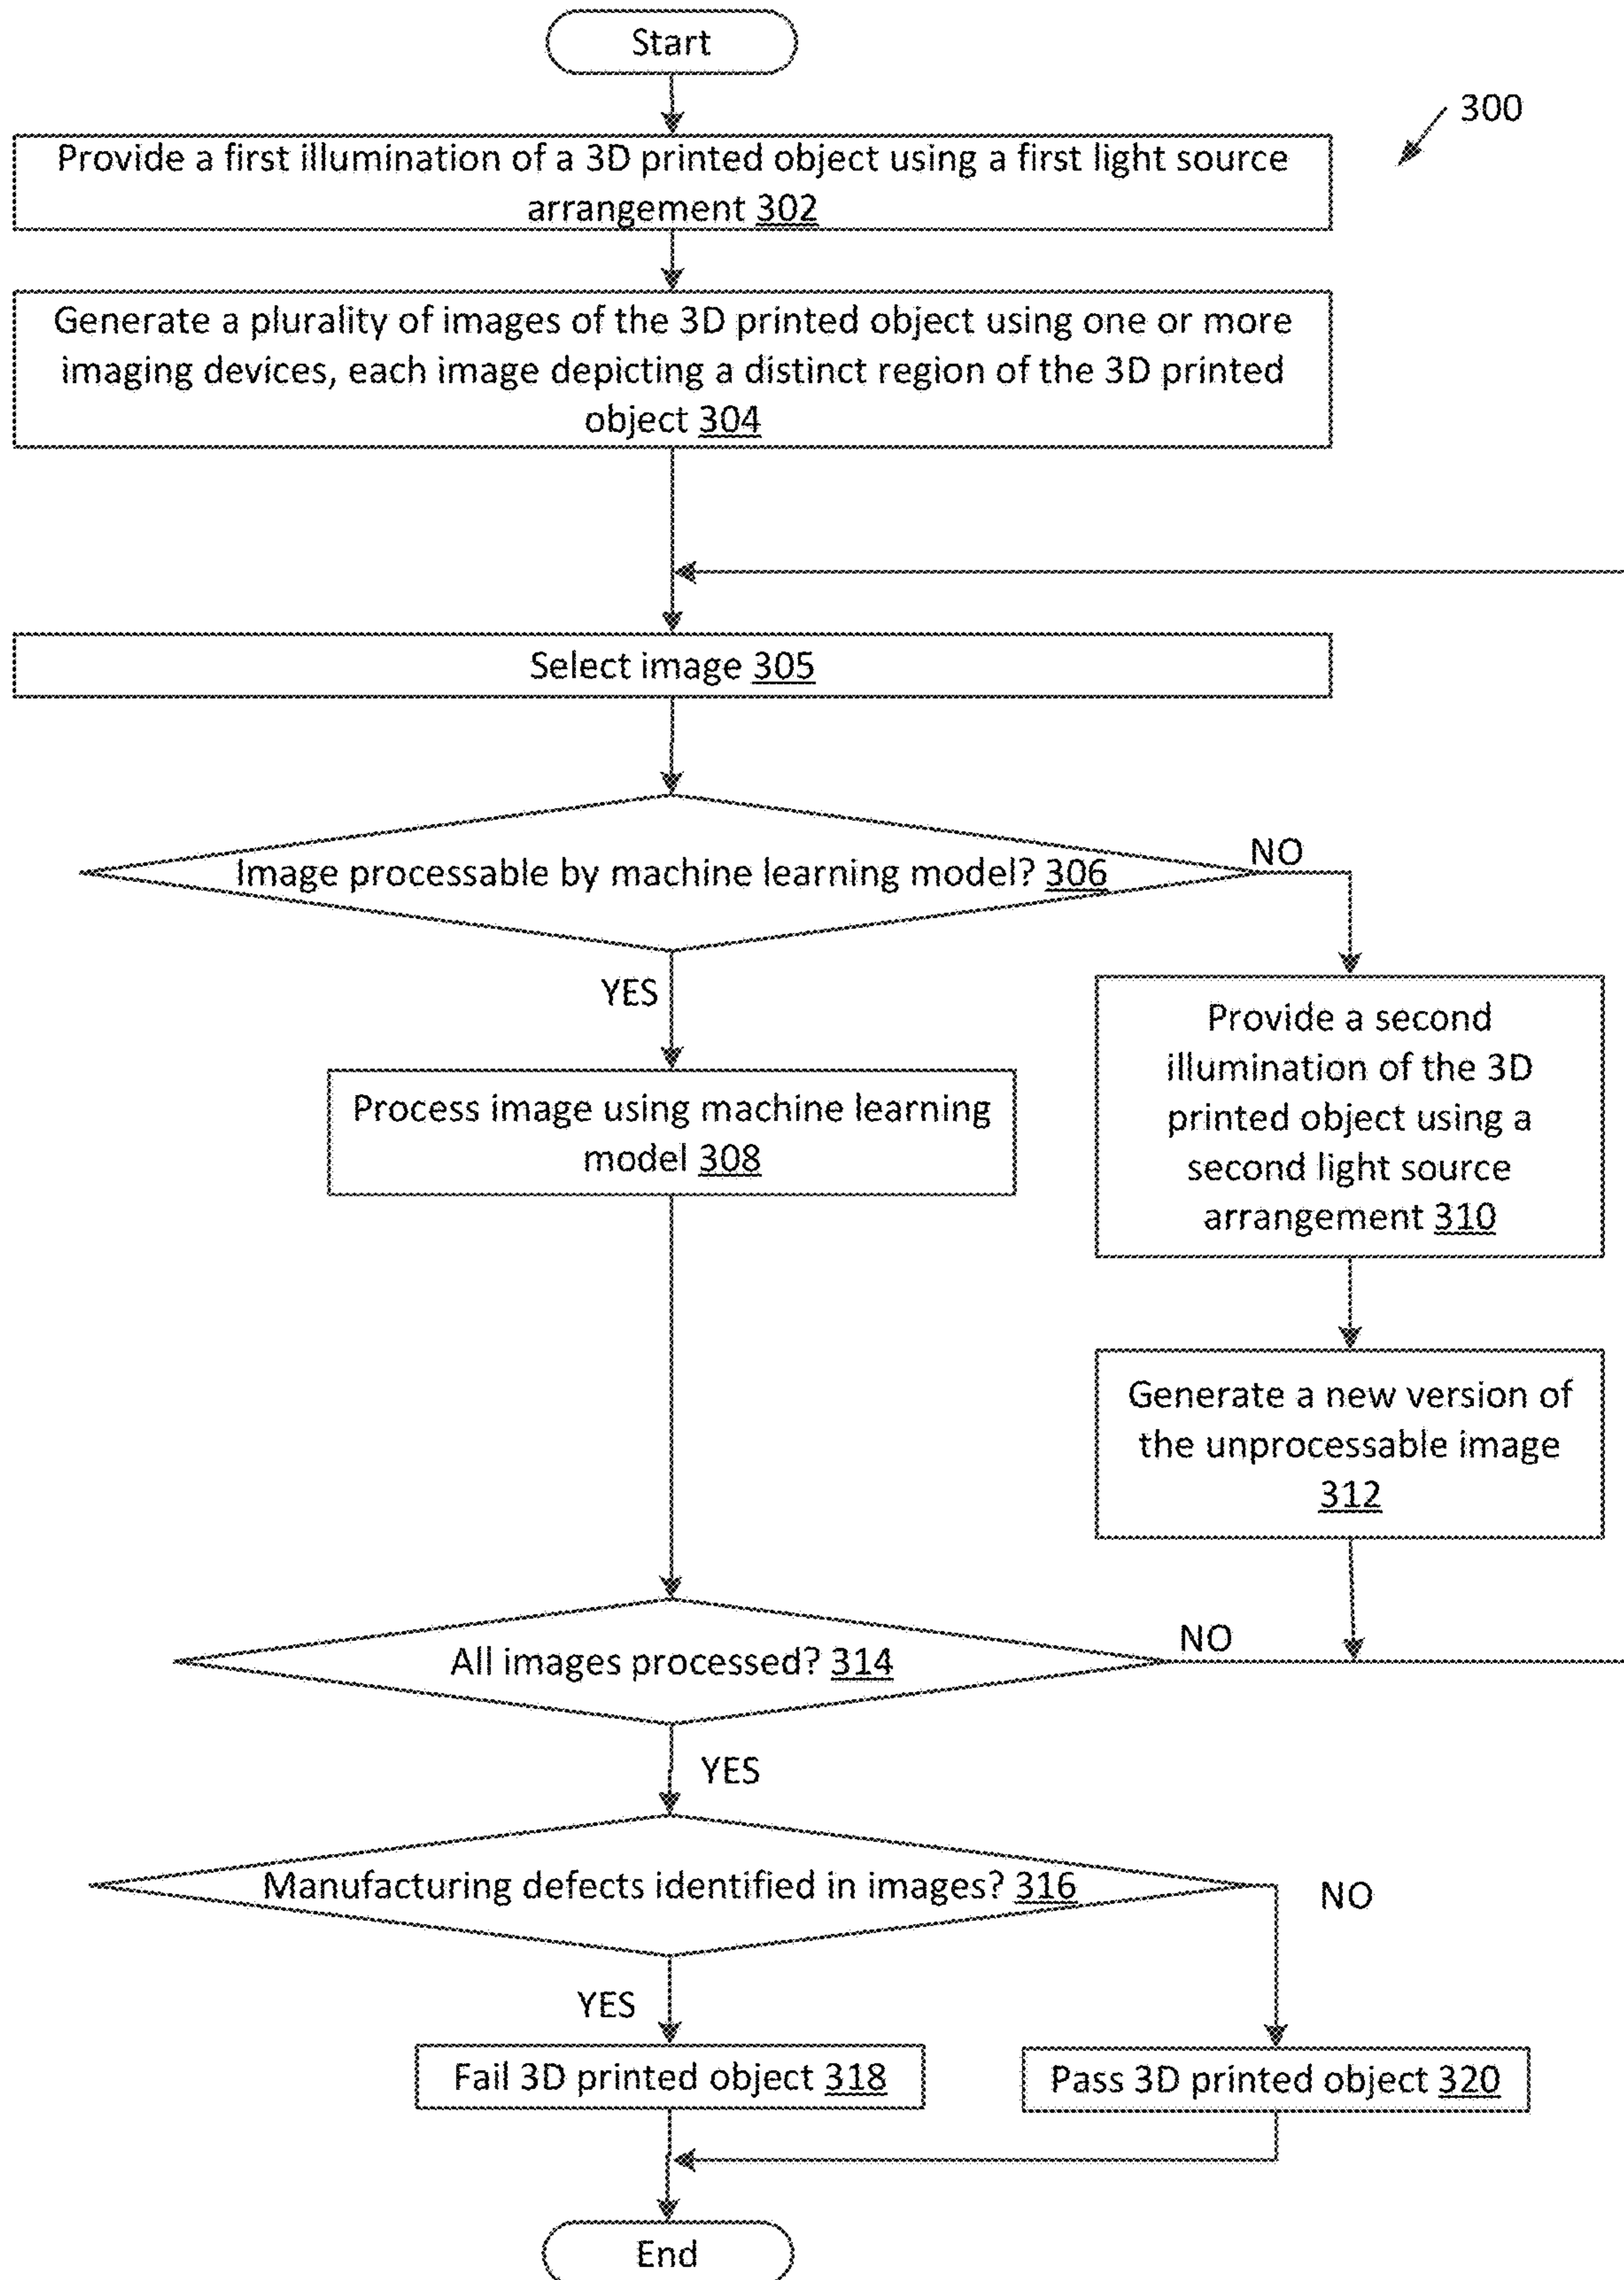 Start
300
Provide a first illumination of a 3D printed object using a first light source
arrangement 302
Generate a plurality of images of the 3D printed object using one or more
imaging devices, each image depicting a distinct region of the 3D printed
object 304
Select image 305
Image processable by machine learning model? 306
NO
YES
Provide a second
illumination of the 3D
printed object using a
second light source
arrangement 310
Process image using machine learning
model 308
Generate a new version of
the unprocessable image
312
All images processed? 314
NO
YES
Manufacturing defects identified in images? 316
NO
YES
Fail 3D printed object 318
Pass 3D printed object 320
End